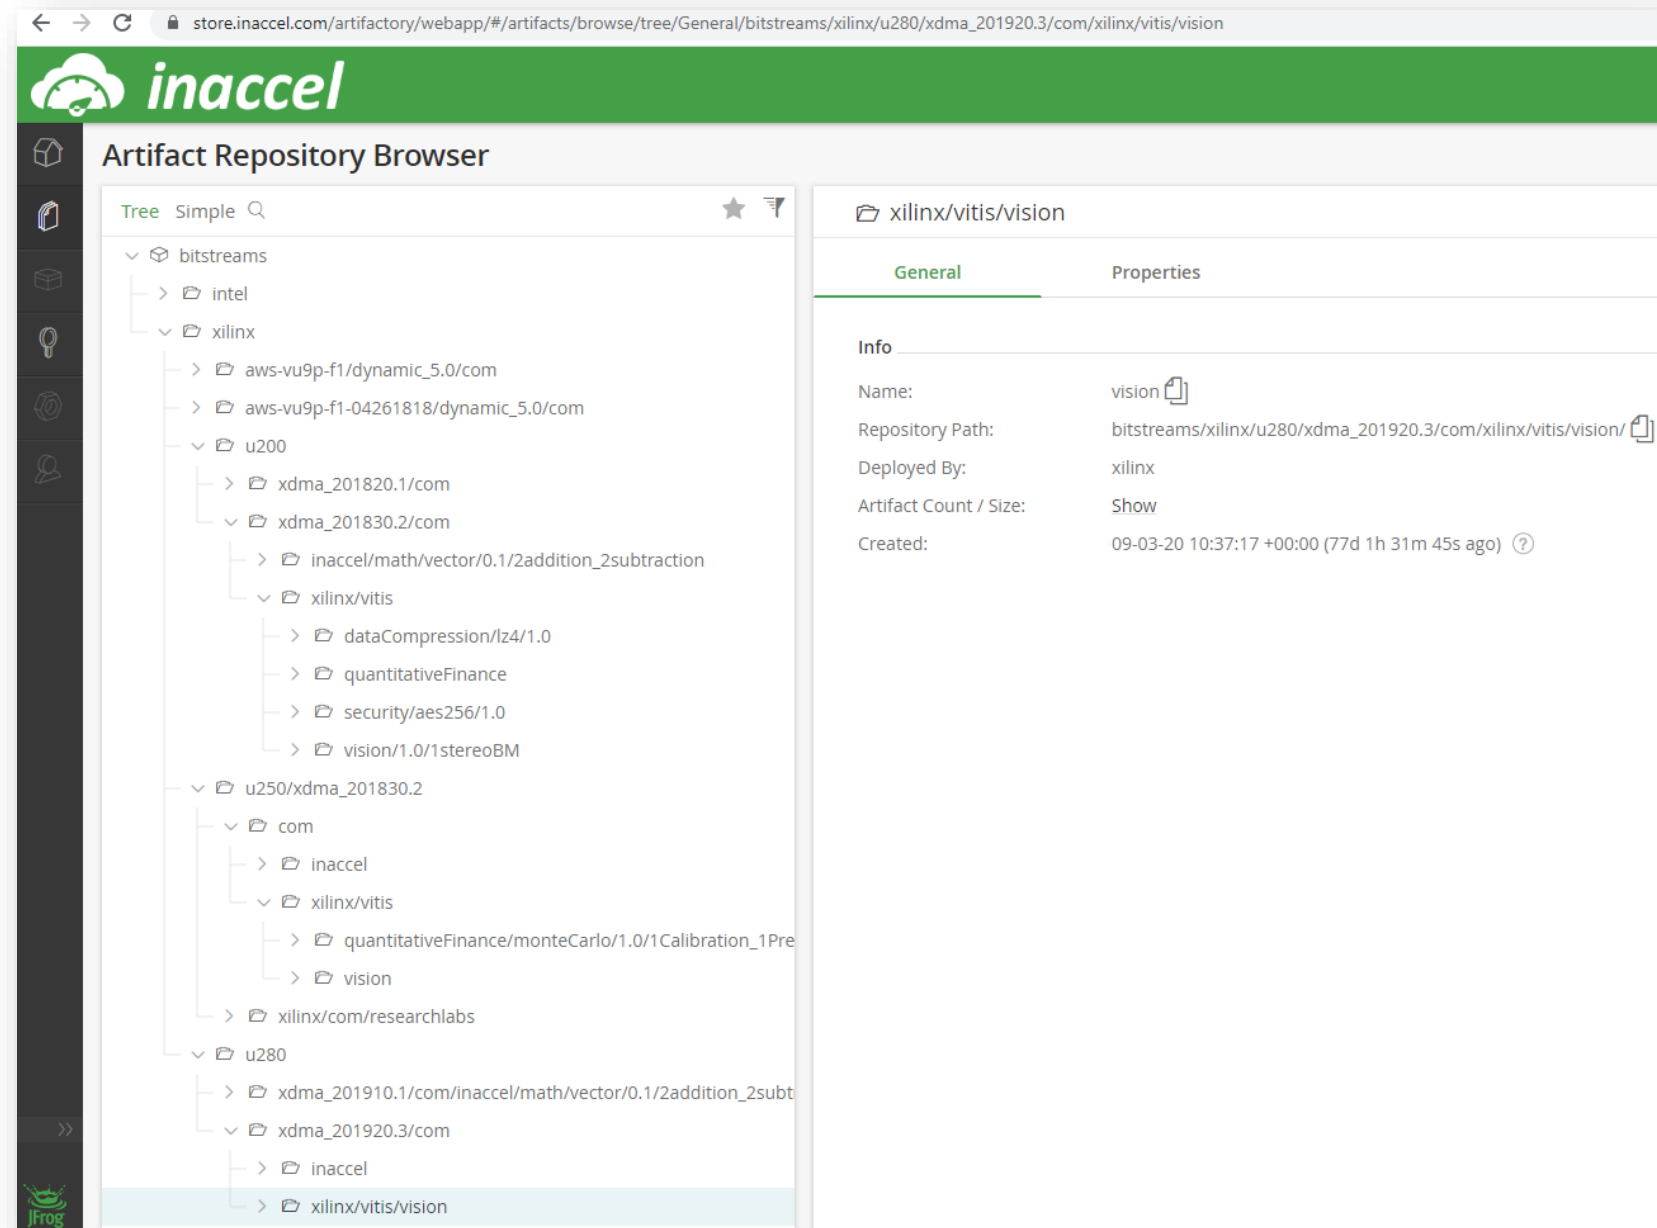 store.inaccel.com/artifactory/webapp/#/artifacts/browse/tree/General/bitstreams/xilinx/u280/xdma_201920.3/com/xilinx/vitis/vision
inaccel
Artifact Repository Browser
Tree Simple
bitstreams
intel
xilinx
aws-vu9p-f1/dynamic_5.0/com
aws-vu9p-f1-04261818/dynamic_5.0/com
u200
xdma_201820.1/com
xdma_201830.2/com
inaccel/math/vector/0.1/2addition_2subtraction
xilinx/vitis
dataCompression/lz4/1.0
quantitativeFinance
security/aes256/1.0
vision/1.0/1stereoBM
u250/xdma_201830.2
com
inaccel
xilinx/vitis
quantitativeFinance/monteCarlo/1.0/1Calibration_1Pre
vision
xilinx/com/researchlabs
u280
xdma_201910.1/com/inaccel/math/vector/0.1/2addition_2subt
xdma_201920.3/com
inaccel
xilinx/vitis/vision
JFrog
xilinx/vitis/vision
General Properties
Info
Name: vision
Repository Path: bitstreams/xilinx/u280/xdma_201920.3/com/xilinx/vitis/vision/
Deployed By: xilinx
Artifact Count / Size: Show
Created: 09-03-20 10:37:17 +00:00 (77d 1h 31m 45s ago) ?